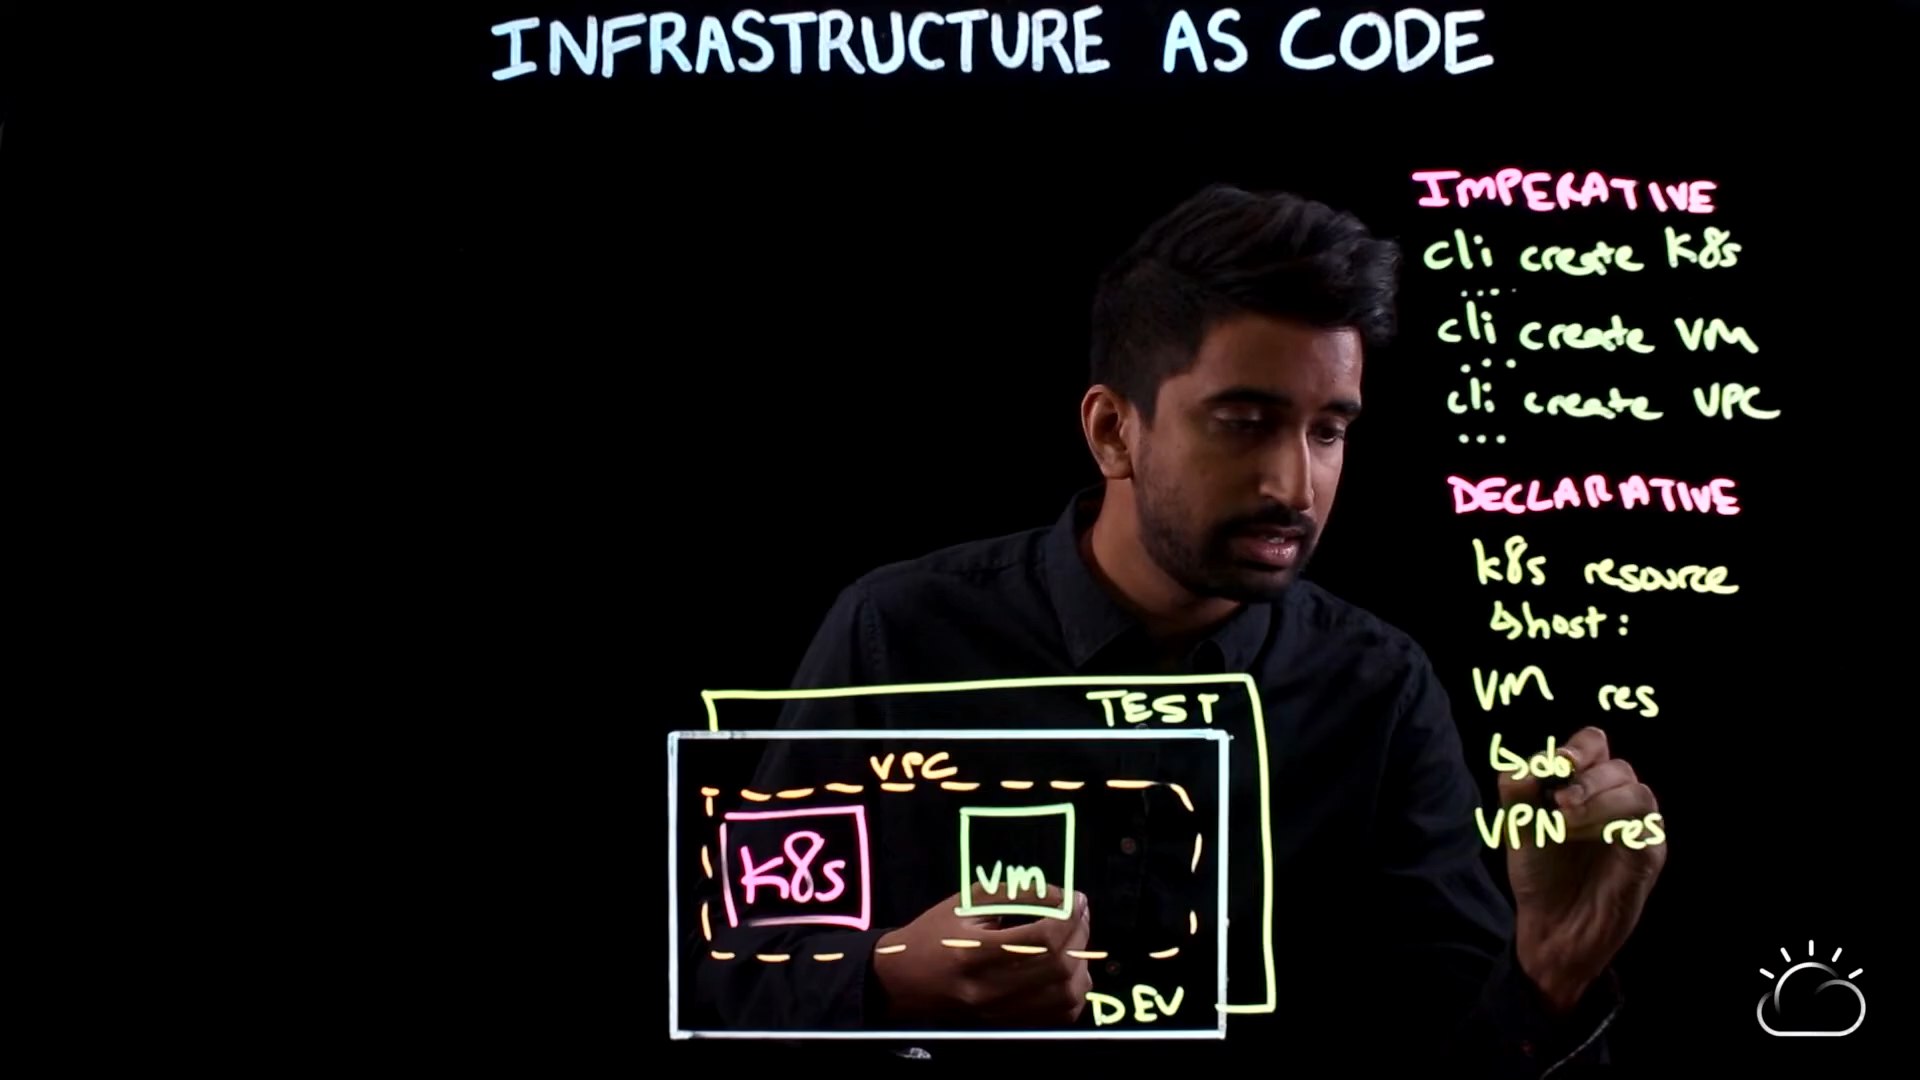 INFRASTRUCTURE AS CODE
IMPERATIVE
cli create k8s
...
cli create VM
...
cli create VPC
...
DECLARATIVE
k8s resource
↳host:
VM res
↳do
VPN res
TEST
VPC
k8s
vm
DEV